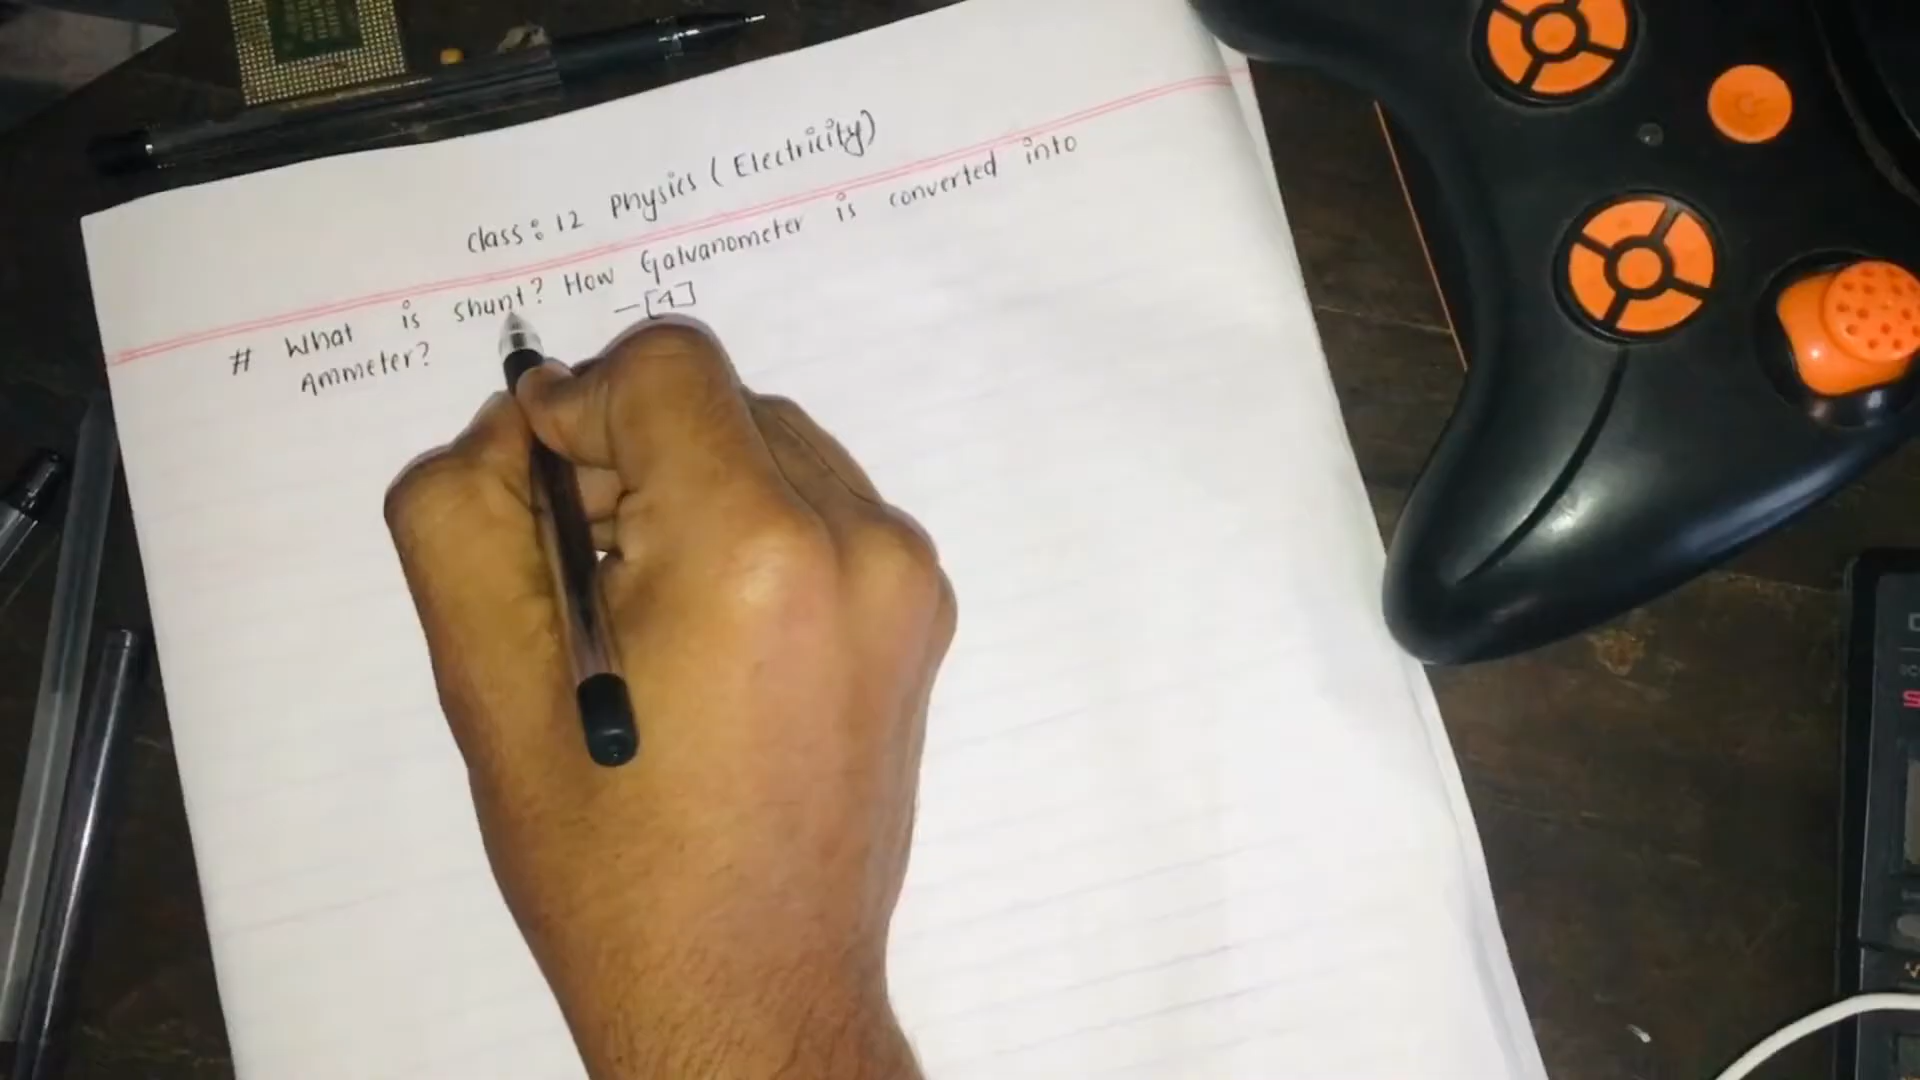 class: 12 Physics (Electricity)
# What is shunt? How Galvanometer is converted into
Ammeter? —[4]